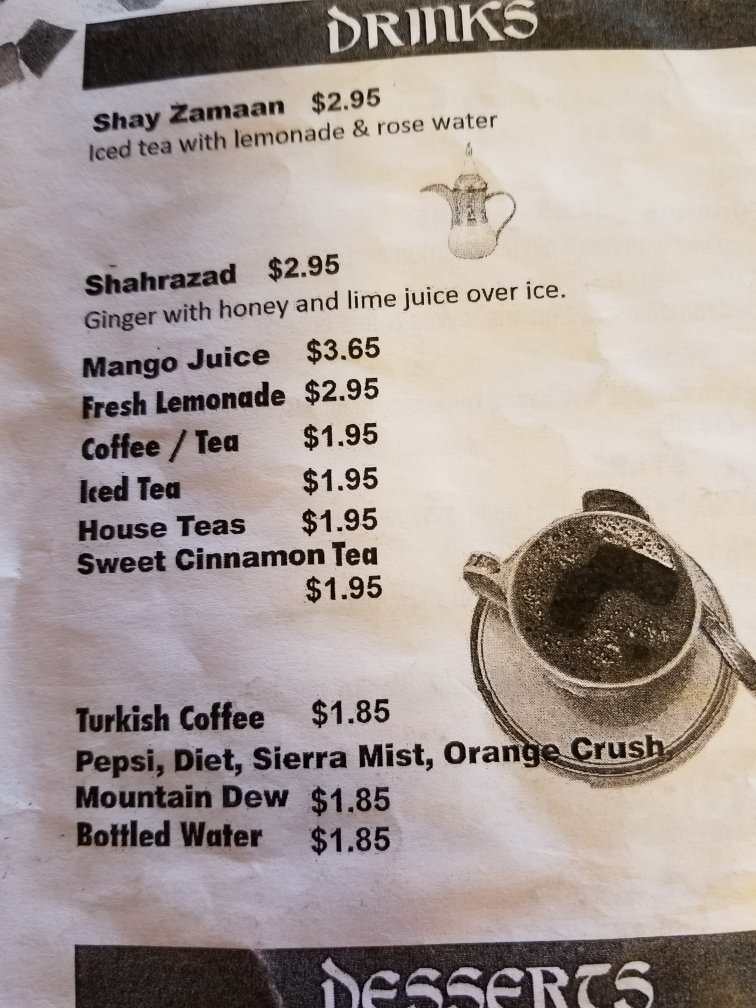 DRINKS
Shay Zamaan $2.95
Iced tea with lemonade & rose water
Shahrazad $2.95
Ginger with honey and lime juice over ice.
Mango Juice $3.65
Fresh Lemonade $2.95
Coffee / Tea $1.95
Iced Tea $1.95
House Teas $1.95
Sweet Cinnamon Tea
$1.95
Turkish Coffee $1.85
Pepsi, Diet, Sierra Mist, Orange Crush
Mountain Dew $1.85
Bottled Water $1.85
DESSERTS